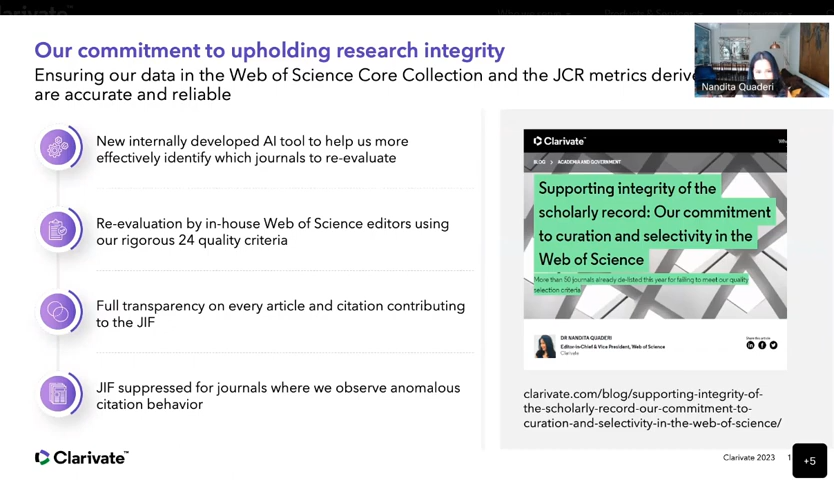 Our commitment to upholding research integrity
Ensuring our data in the Web of Science Core Collection and the JCR metrics
are accurate and reliable
Nandita Quaderi
New internally developed AI tool to help us more
effectively identify which journals to re-evaluate
Re-evaluation by in-house Web of Science editors using
our rigorous 24 quality criteria
Full transparency on every article and citation contributing
to the JIF
JIF suppressed for journals where we observe anomalous
citation behavior
Clarivate™
Clarivate™
BLOG > ACADEMIA AND GOVERNMENT
Supporting integrity of the
scholarly record: Our commitment
to curation and selectivity in the
Web of Science
More than 50 journals already de-listed this year for failing to meet our quality
selection criteria
DR NANDITA QUADERI
Editor-in-Chief & Vice President, Web of Science
Clarivate
Share this article
clarivate.com/blog/supporting-integrity-of-
the-scholarly-record-our-commitment-to-
curation-and-selectivity-in-the-web-of-science/
Clarivate 2023
+5